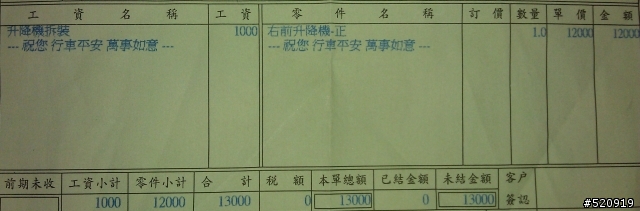 工 資 名 稱 工 資 零 件 名 稱 訂 價 數量 單 價 金 額
升降機拆裝 1000 右前升降機-正 1.0 12000 12000
--- 祝您 行車平安 萬事如意 --- --- 祝您 行車平安 萬事如意 ---
前期未收 工資小計 零件小計 合 計 稅 額 本單總額 已結金額 未結金額 客户
簽認
1000 12000 13000 0 13000 0 13000
#520919